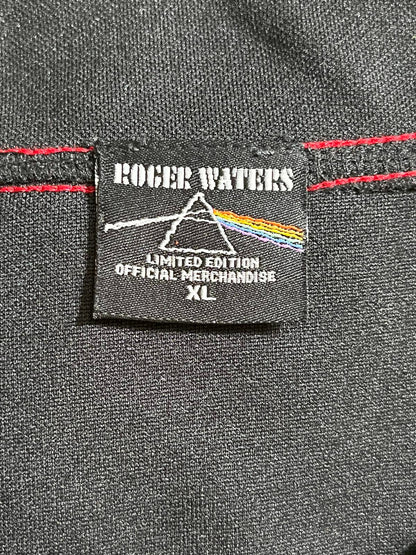 ROGER WATERS
LIMITED EDITION
OFFICIAL MERCHANDISE
XL